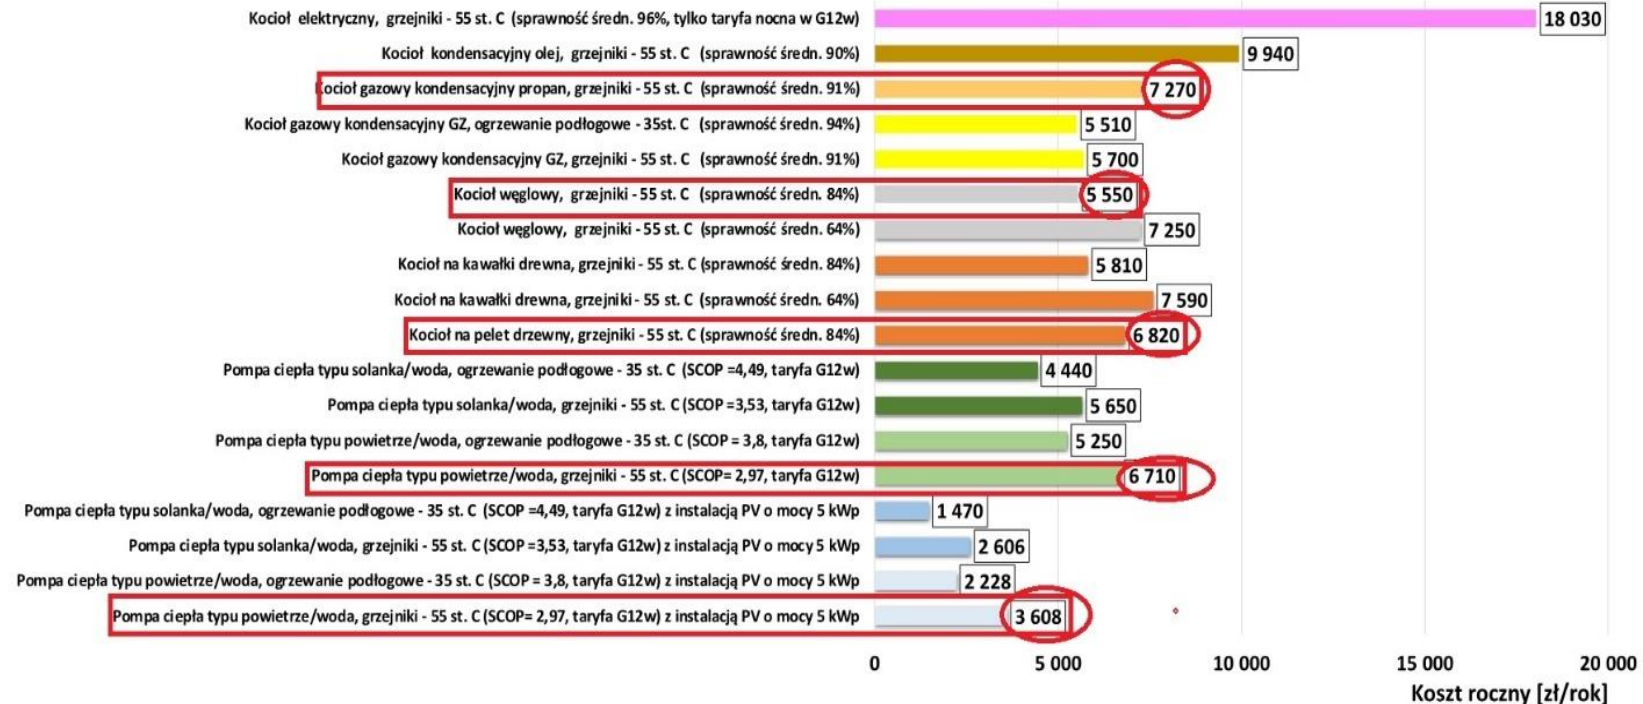 Kocioł elektryczny, grzejniki - 55 st. C (sprawność średn. 96%, tylko taryfa nocna w G12w) 18 030
Kocioł kondensacyjny olej, grzejniki - 55 st. C (sprawność średn. 90%) 9 940
Kocioł gazowy kondensacyjny propan, grzejniki - 55 st. C (sprawność średn. 91%) 7 270
Kocioł gazowy kondensacyjny GZ, ogrzewanie podłogowe - 35st. C (sprawność średn. 94%) 5 510
Kocioł gazowy kondensacyjny GZ, grzejniki - 55 st. C (sprawność średn. 91%) 5 700
Kocioł węglowy, grzejniki - 55 st. C (sprawność średn. 84%) 5 550
Kocioł węglowy, grzejniki - 55 st. C (sprawność średn. 64%) 7 250
Kocioł na kawałki drewna, grzejniki - 55 st. C (sprawność średn. 84%) 5 810
Kocioł na kawałki drewna, grzejniki - 55 st. C (sprawność średn. 64%) 7 590
Kocioł na pelet drzewny, grzejniki - 55 st. C (sprawność średn. 84%) 6 820
Pompa ciepła typu solanka/woda, ogrzewanie podłogowe - 35 st. C (SCOP =4,49, taryfa G12w) 4 440
Pompa ciepła typu solanka/woda, grzejniki - 55 st. C (SCOP =3,53, taryfa G12w) 5 650
Pompa ciepła typu powietrze/woda, ogrzewanie podłogowe - 35 st. C (SCOP = 3,8, taryfa G12w) 5 250
Pompa ciepła typu powietrze/woda, grzejniki - 55 st. C (SCOP= 2,97, taryfa G12w) 6 710
Pompa ciepła typu solanka/woda, ogrzewanie podłogowe - 35 st. C (SCOP =4,49, taryfa G12w) z instalacją PV o mocy 5 kWp 1 470
Pompa ciepła typu solanka/woda, grzejniki - 55 st. C (SCOP =3,53, taryfa G12w) z instalacją PV o mocy 5 kWp 2 606
Pompa ciepła typu powietrze/woda, ogrzewanie podłogowe - 35 st. C (SCOP = 3,8, taryfa G12w) z instalacją PV o mocy 5 kWp 2 228
Pompa ciepła typu powietrze/woda, grzejniki - 55 st. C (SCOP= 2,97, taryfa G12w) z instalacją PV o mocy 5 kWp 3 608
0 5 000 10 000 15 000 20 000
Koszt roczny [zł/rok]